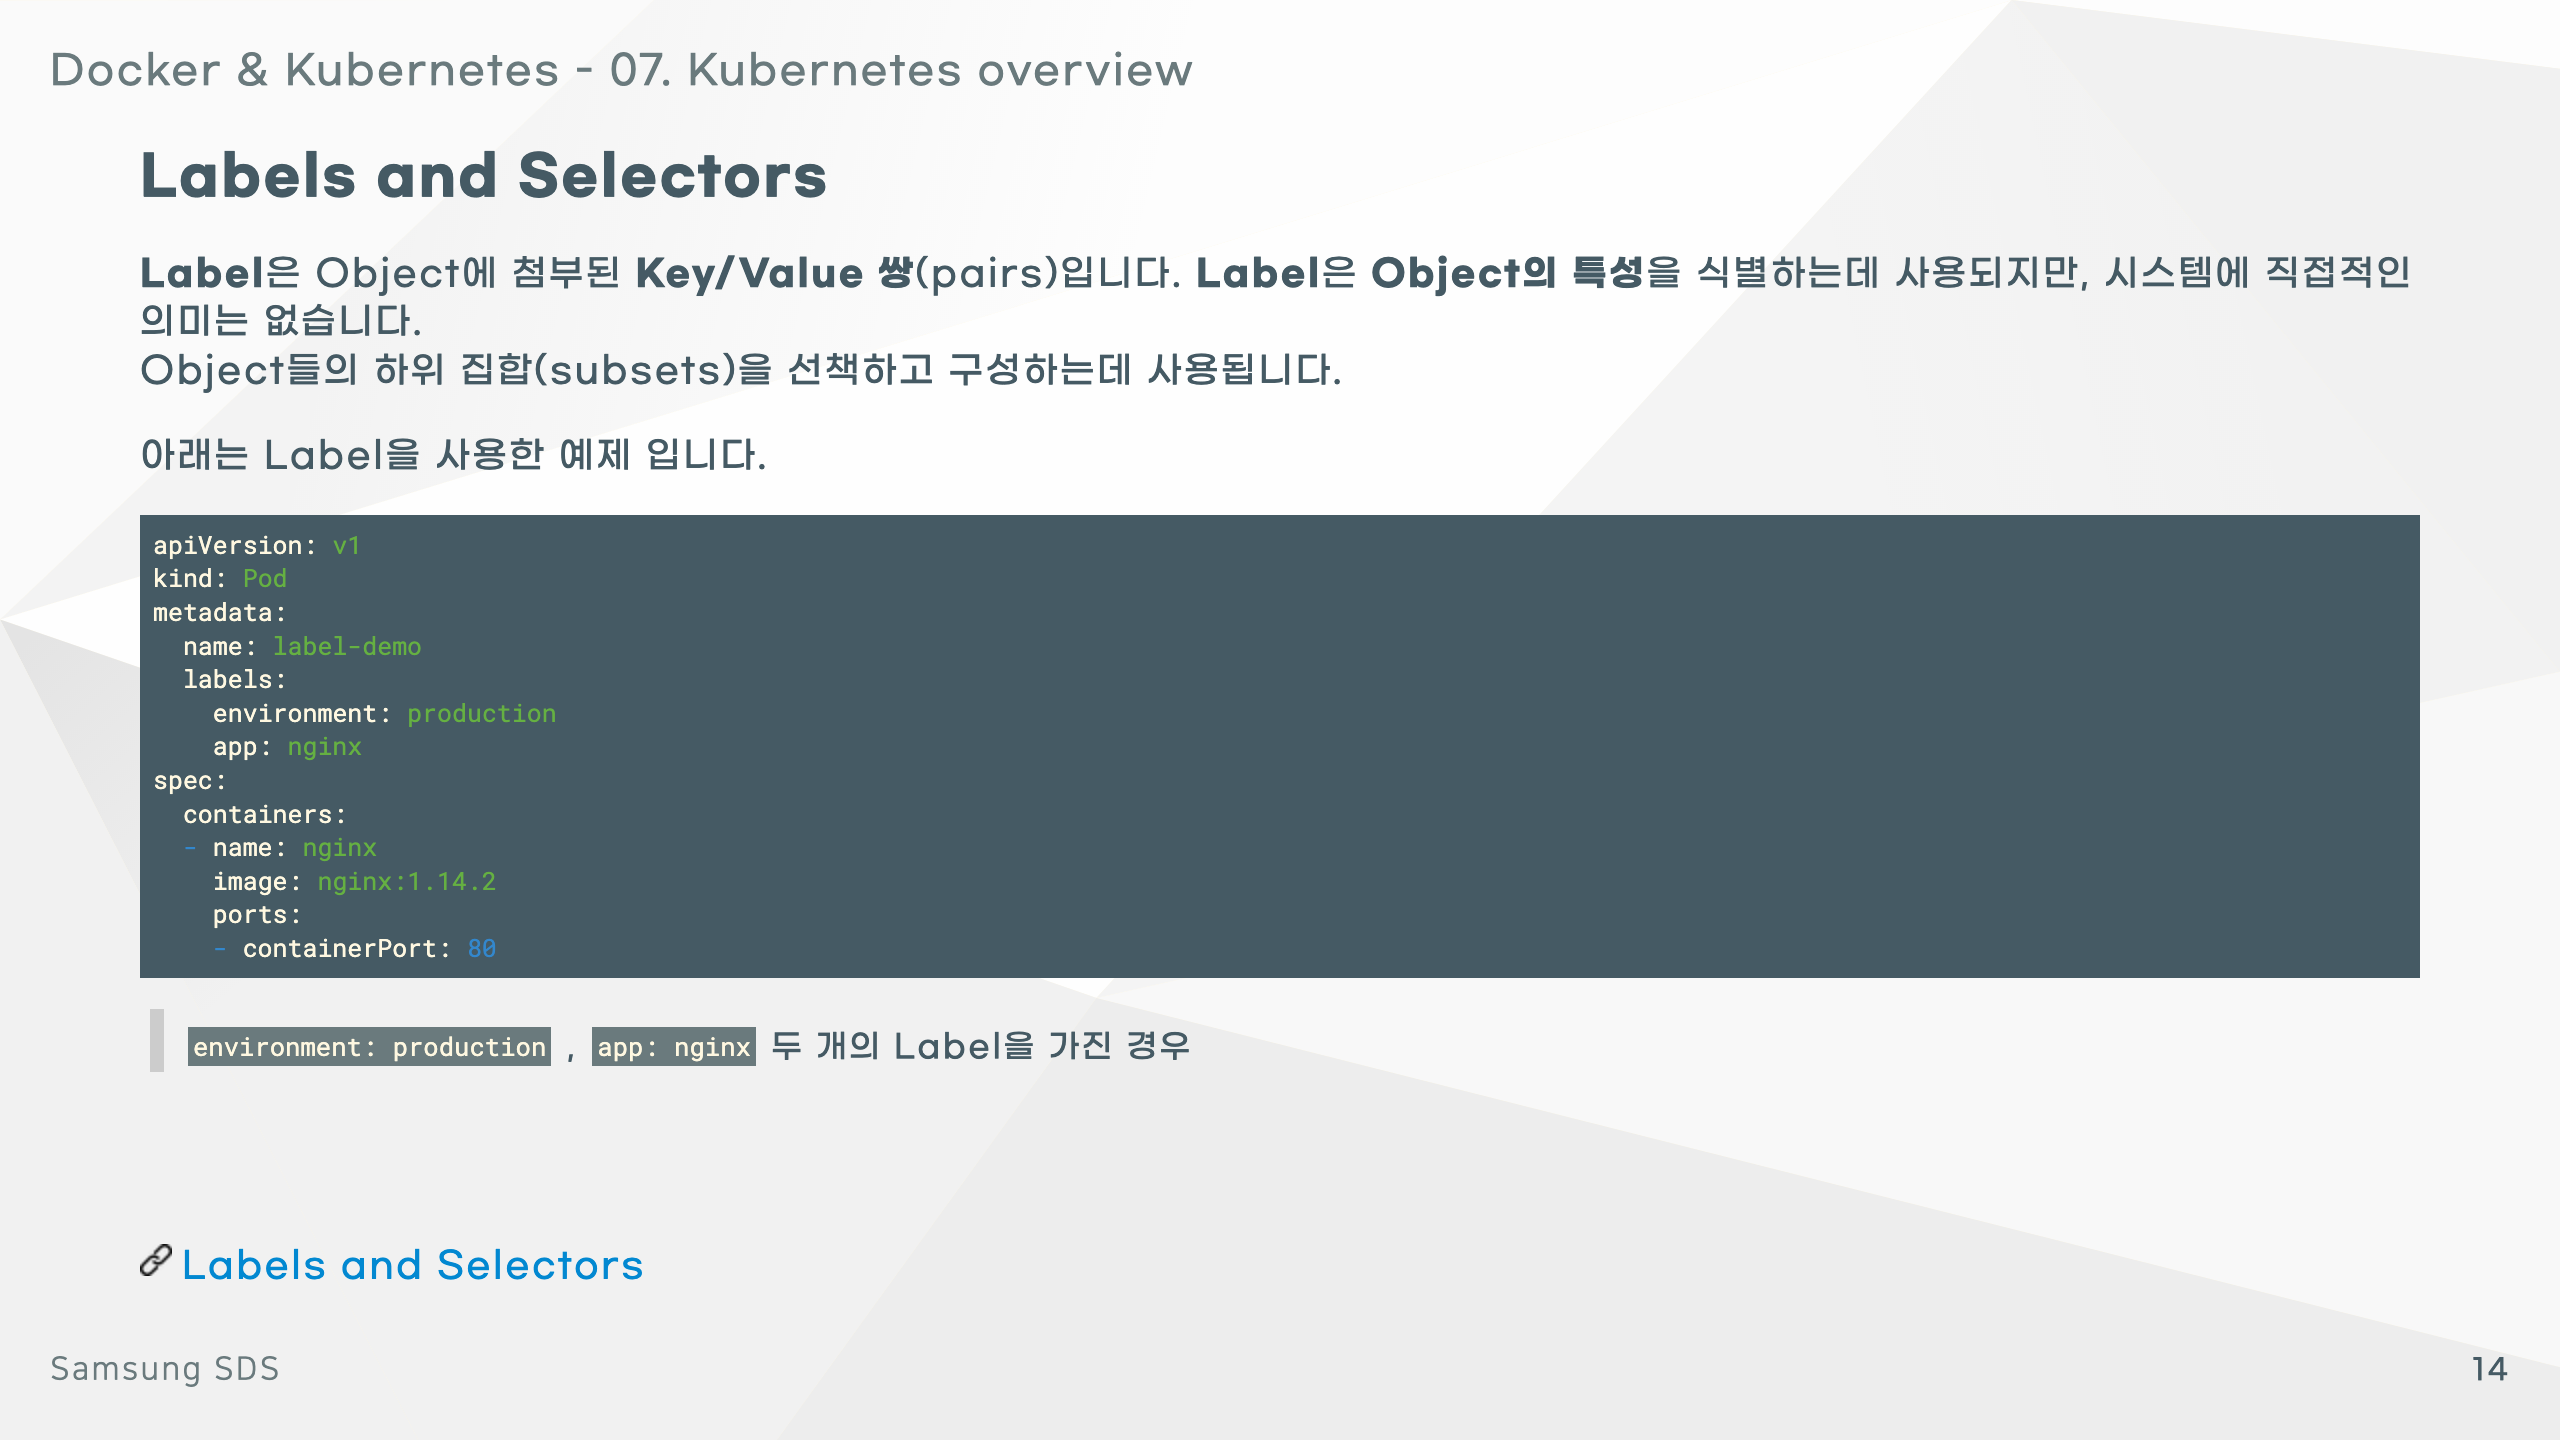 Docker & Kubernetes - 07. Kubernetes overview
Labels and Selectors
Label은 Object에 첨부된 Key/Value 쌍(pairs)입니다. Label은 Object의 특성을 식별하는데 사용되지만, 시스템에 직접적인
의미는 없습니다.
Object들의 하위 집합(subsets)을 선책하고 구성하는데 사용됩니다.
아래는 Label을 사용한 예제 입니다.
apiVersion: v1
kind: Pod
metadata:
  name: label-demo
  labels:
    environment: production
    app: nginx
spec:
  containers:
  - name: nginx
    image: nginx:1.14.2
    ports:
    - containerPort: 80
environment: production , app: nginx 두 개의 Label을 가진 경우
Labels and Selectors
Samsung SDS
14